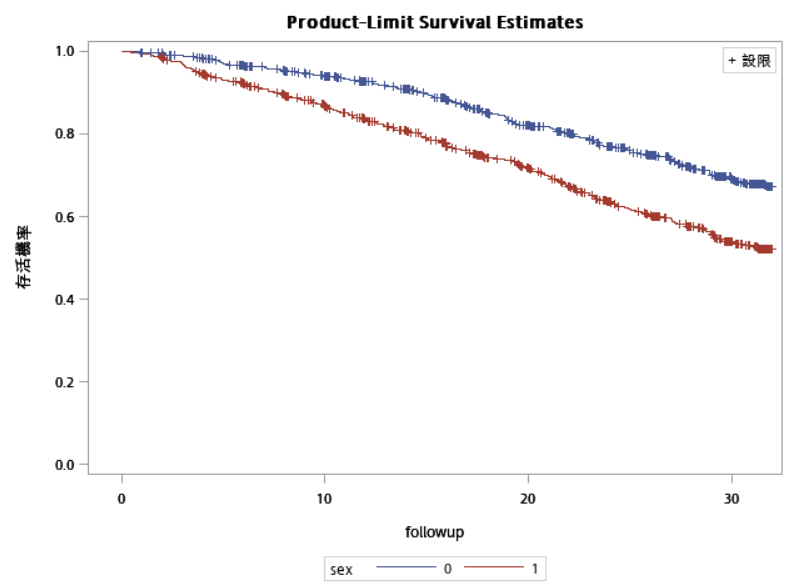 Product-Limit Survival Estimates
+ 設限
1.0
0.8
0.6
0.4
0.2
0.0
存活機率
0 10 20 30
followup
sex 0 1